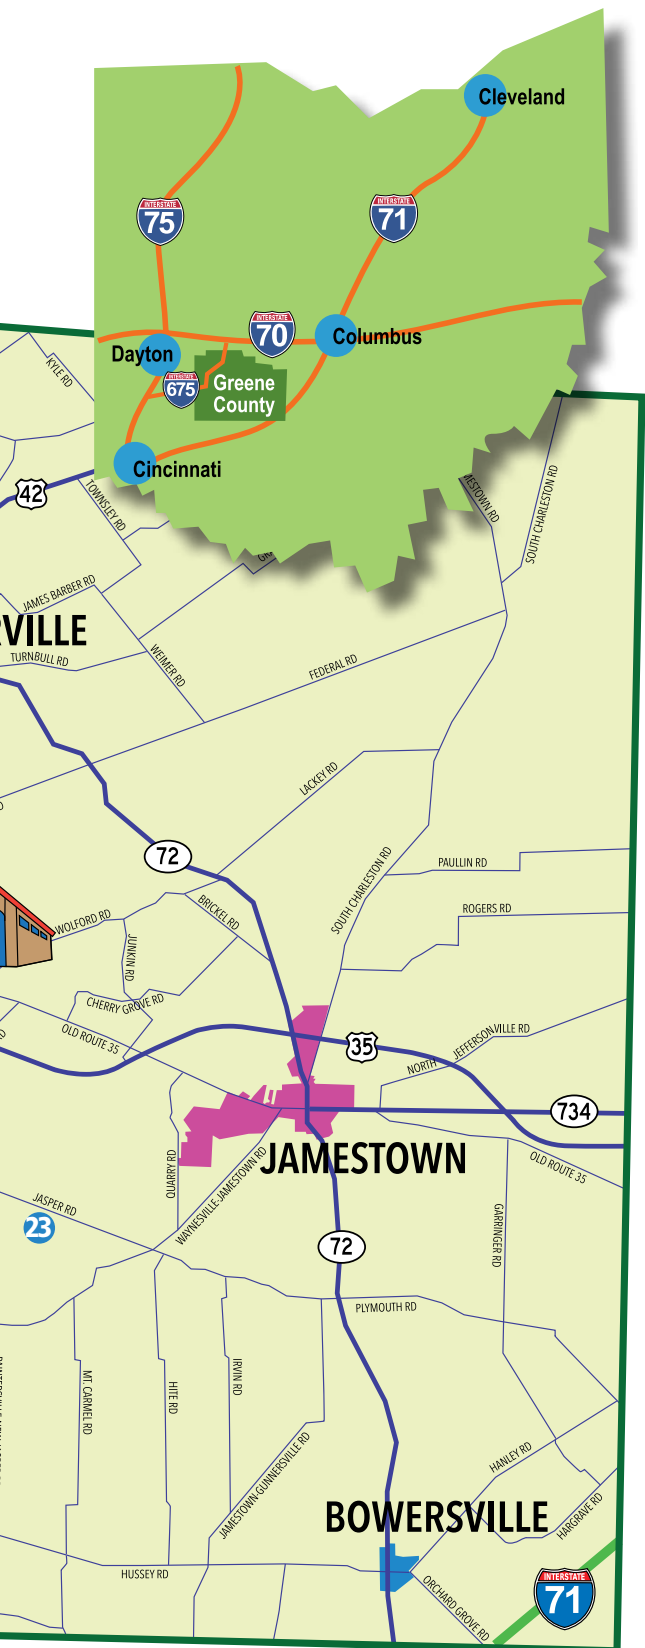 Cleveland
INTERSTATE
75
INTERSTATE
71
INTERSTATE
70
Columbus
Dayton
INTERSTATE
675
Greene
County
Cincinnati
KYLE RD
42
TOWNSLEY RD
SOUTH CHARLESTON RD
JAMES BARBER RD
RVILLE
TURNBULL RD
WEIMER RD
FEDERAL RD
LACKEY RD
72
SOUTH CHARLESTON RD
PAULLIN RD
BRICKEL RD
ROGERS RD
WOLFORD RD
JUNKIN RD
CHERRY GROVE RD
OLD ROUTE 35
35
NORTH JEFFERSONVILLE RD
734
JAMESTOWN
OLD ROUTE 35
QUARRY RD
WAYNESVILLE-JAMESTOWN RD
JASPER RD
23
GARRINGER RD
72
PLYMOUTH RD
MT. CARMEL RD
HITE RD
IRVIN RD
JAMESTOWN-GUNNERSVILLE RD
HANLEY RD
HARGRAVE RD
BOWERSVILLE
HUSSEY RD
ORCHARD GROVE RD
INTERSTATE
71